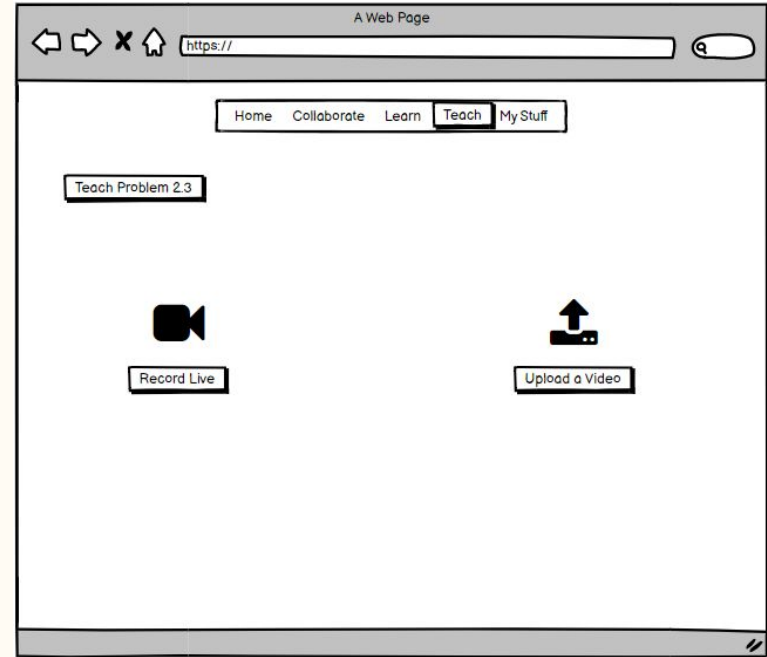 A Web Page
https://
Home Collaborate Learn Teach My Stuff
Teach Problem 2.3
Record Live
Upload a Video